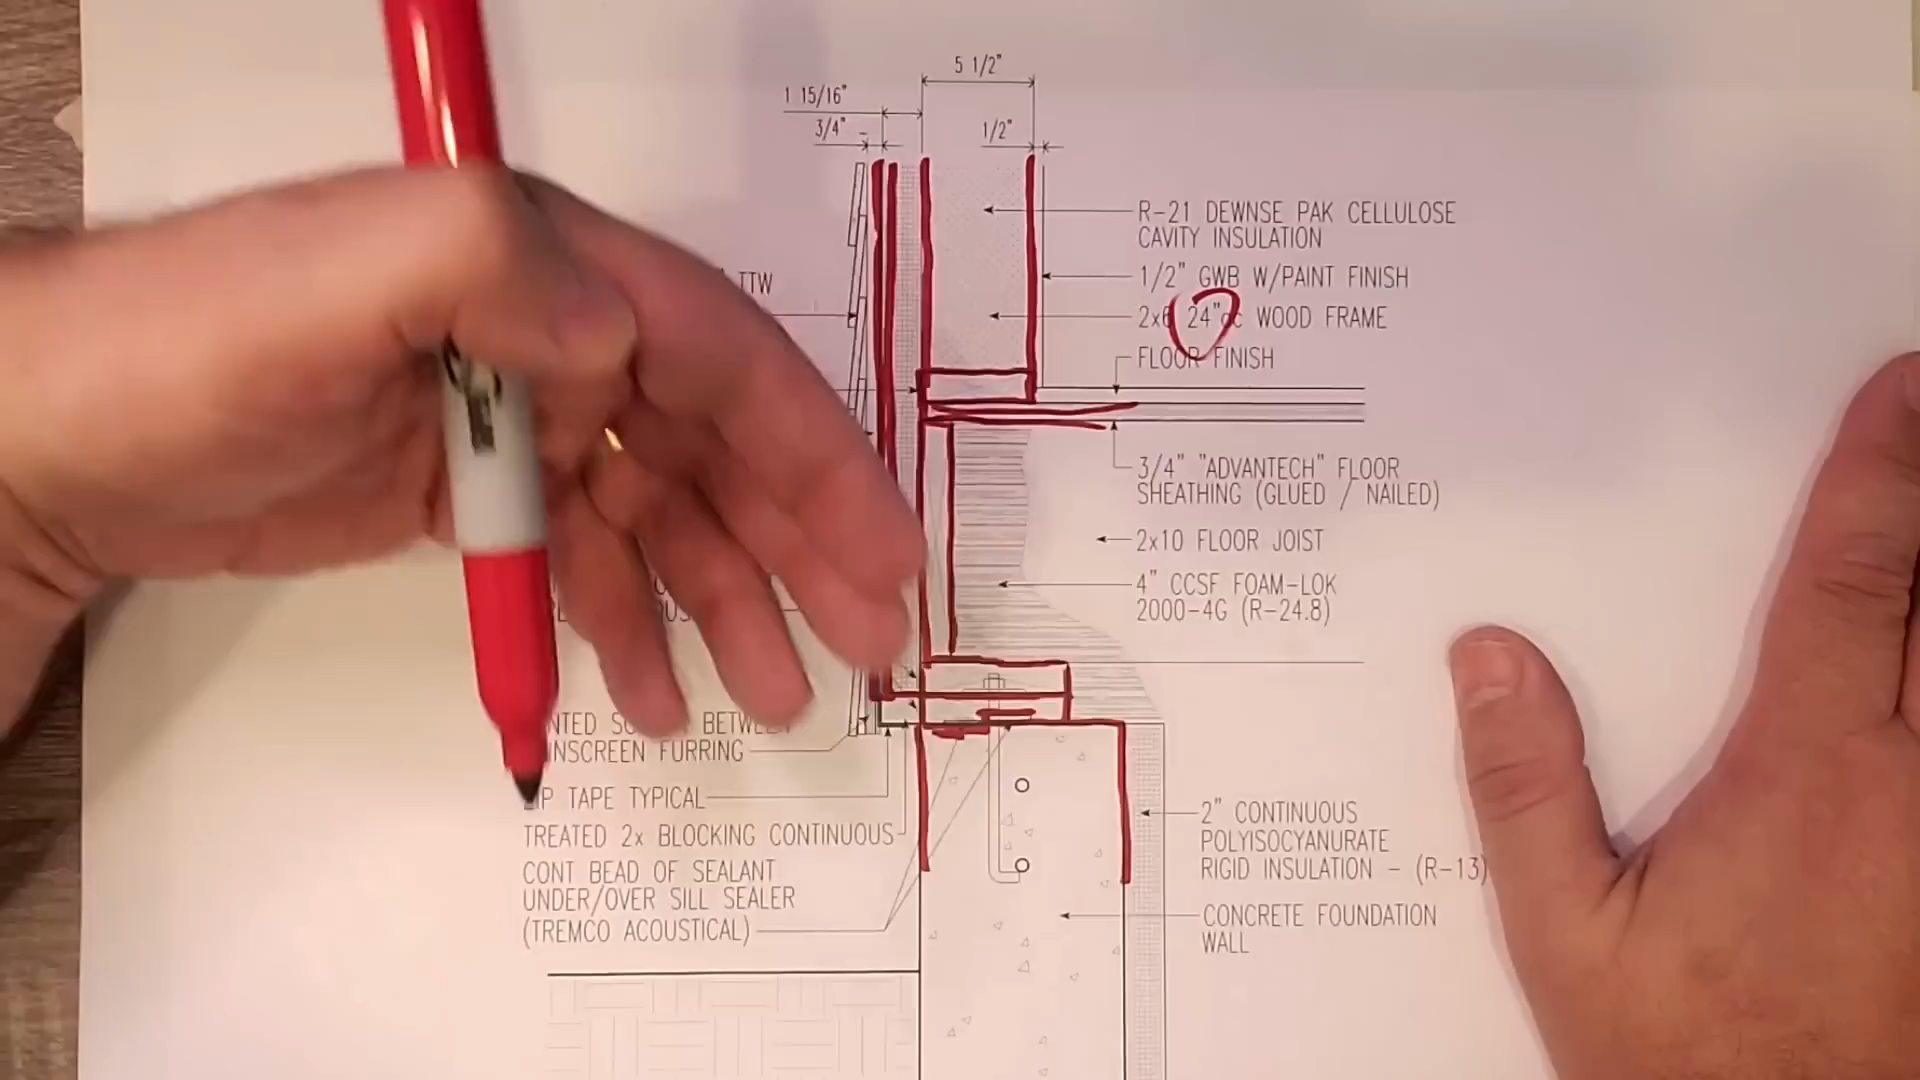 5 1/2"
1 15/16"
3/4"
1/2"
R-21 DEWNSE PAK CELLULOSE
CAVITY INSULATION
1/2" GWB W/PAINT FINISH
2x6 24"oc WOOD FRAME
FLOOR FINISH
TTW
3/4" "ADVANTECH" FLOOR
SHEATHING (GLUED / NAILED)
2x10 FLOOR JOIST
4" CCSF FOAM-LOK
2000-4G (R-24.8)
BETWEEN
FURRING
TAPE TYPICAL
TREATED 2x BLOCKING CONTINUOUS
CONT BEAD OF SEALANT
UNDER/OVER SILL SEALER
(TREMCO ACOUSTICAL)
2" CONTINUOUS
POLYISOCYANURATE
RIGID INSULATION - (R-13)
CONCRETE FOUNDATION
WALL